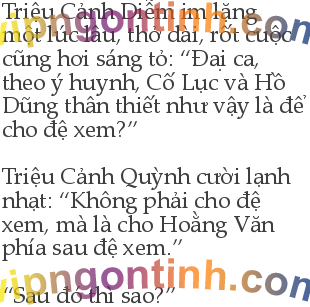 Triệu Cảnh Diễm im lặng
một lúc lâu, thở dài, rốt cuộc
cũng hơi sáng tỏ: “Đại ca,
theo ý huynh, Cố Lục và Hồ
Dũng thân thiết như vậy là để
cho đệ xem?”
Triệu Cảnh Quỳnh cười lạnh
nhạt: “Không phải cho đệ
xem, mà là cho Hoằng Văn
phía sau đệ xem.”
“Sau đó thì sao?”
vipngontinh.com
vipngontinh.com